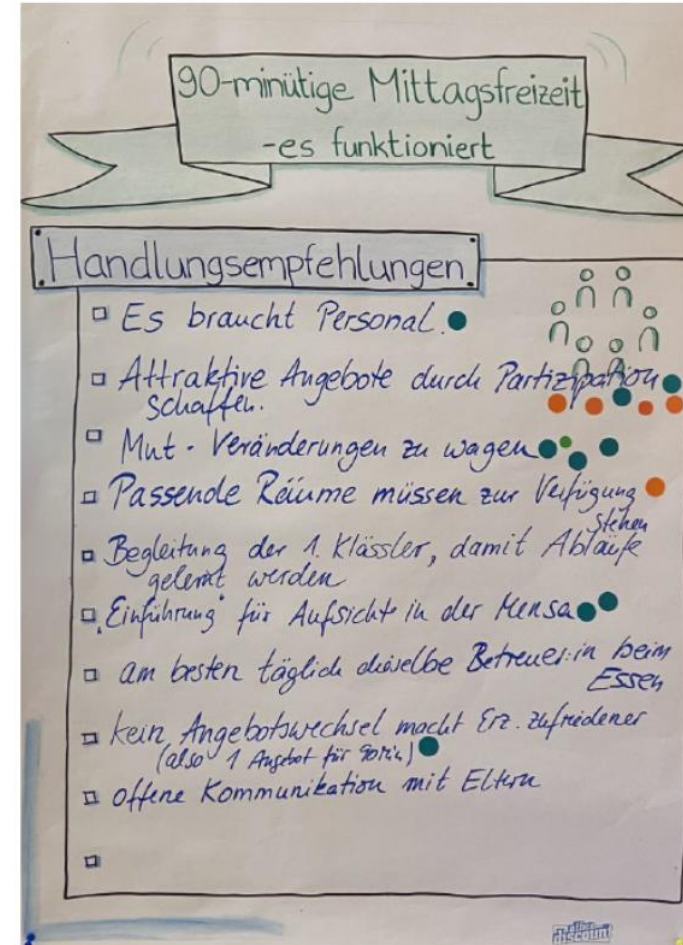 90-minütige Mittagsfreizeit
-es funktioniert
Handlungsempfehlungen
Es braucht Personal.
Attraktive Angebote durch Partizipation
schaffen.
Mut - Veränderungen zu wagen
Passende Räume müssen zur Verfügung
stehen
Begleitung der 1. Klässler, damit Abläufe
gelernt werden
"Einführung" für Aufsicht in der Mensa
am besten täglich dieselbe Betreuer:in beim
Essen
kein Angebotswechsel macht Erz. zufriedener
(also 1 Angebot für 90 Min)
offene Kommunikation mit Eltern
discount